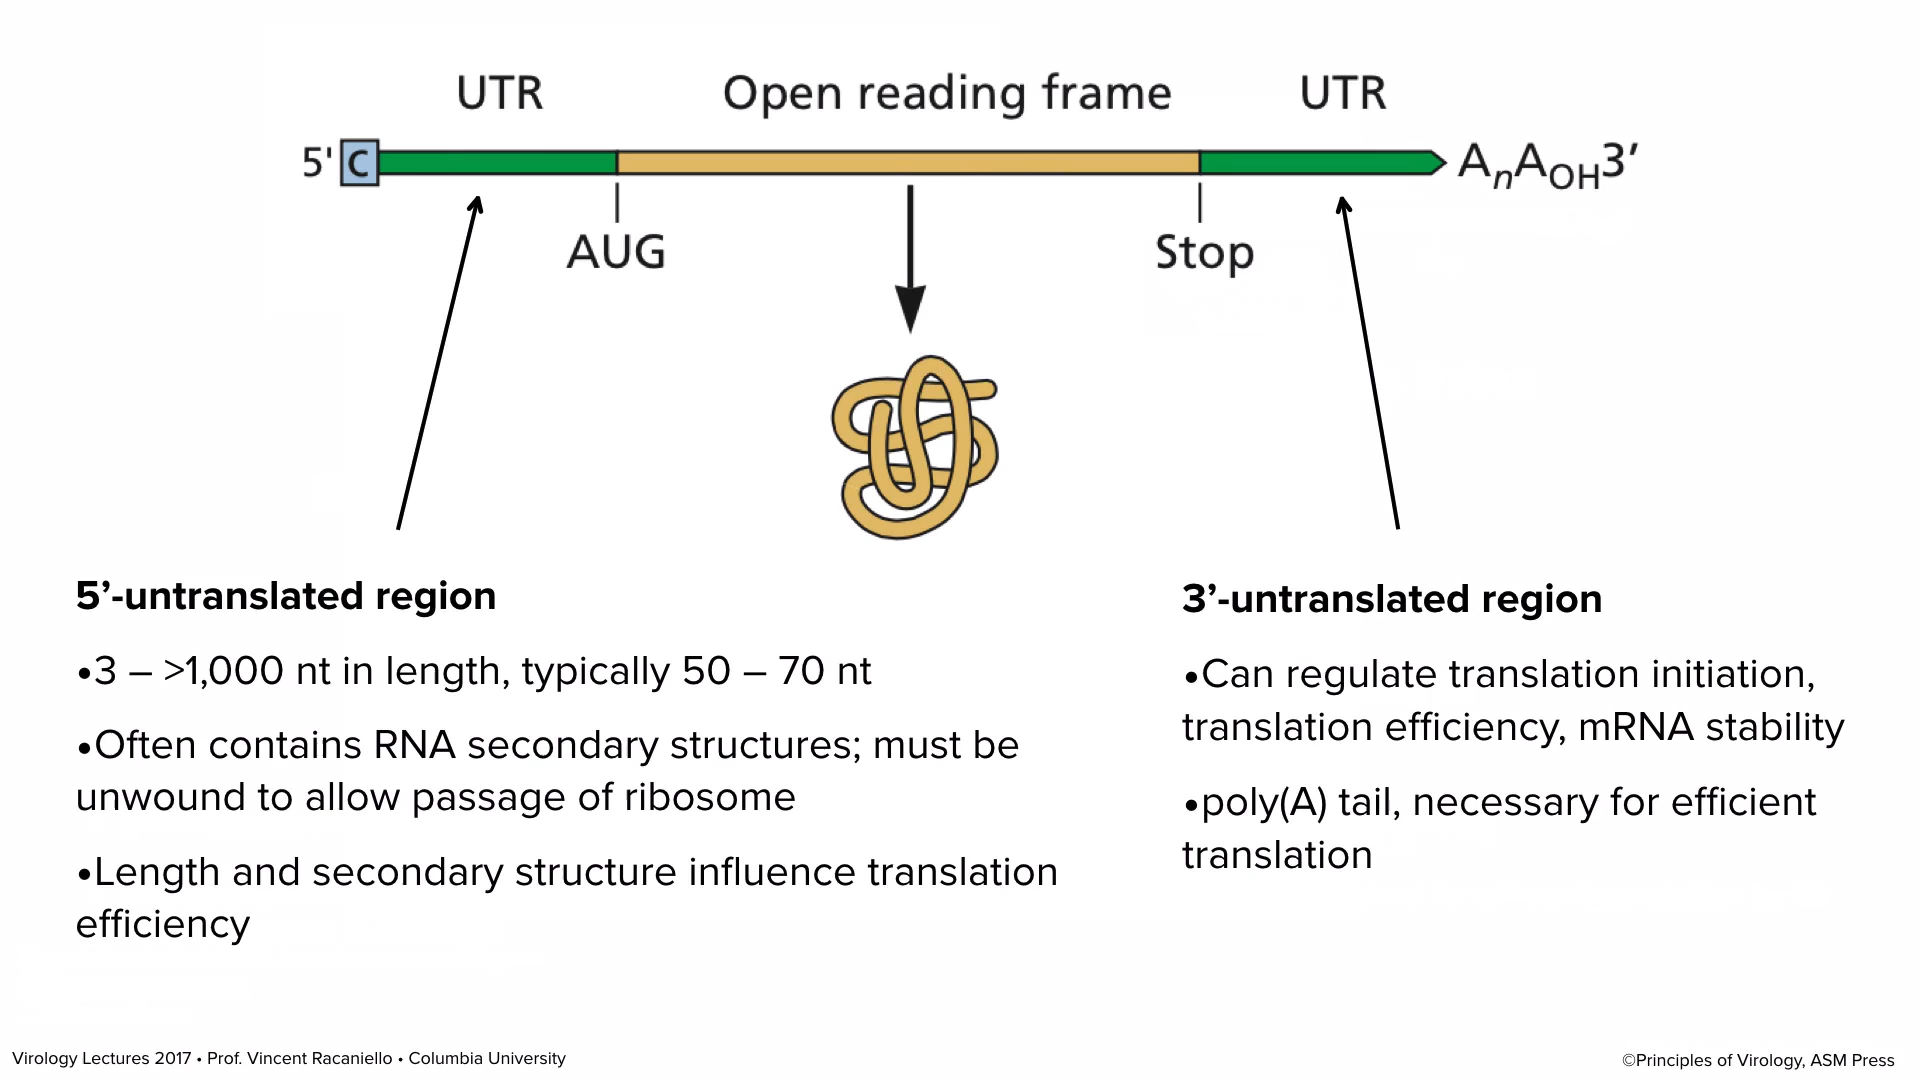 UTR Open reading frame UTR
5' C AnAOH3′
AUG Stop
5’-untranslated region
•3 – >1,000 nt in length, typically 50 – 70 nt
•Often contains RNA secondary structures; must be
unwound to allow passage of ribosome
•Length and secondary structure influence translation
efficiency
3’-untranslated region
•Can regulate translation initiation,
translation efficiency, mRNA stability
•poly(A) tail, necessary for efficient
translation
Virology Lectures 2017 • Prof. Vincent Racaniello • Columbia University
©Principles of Virology, ASM Press